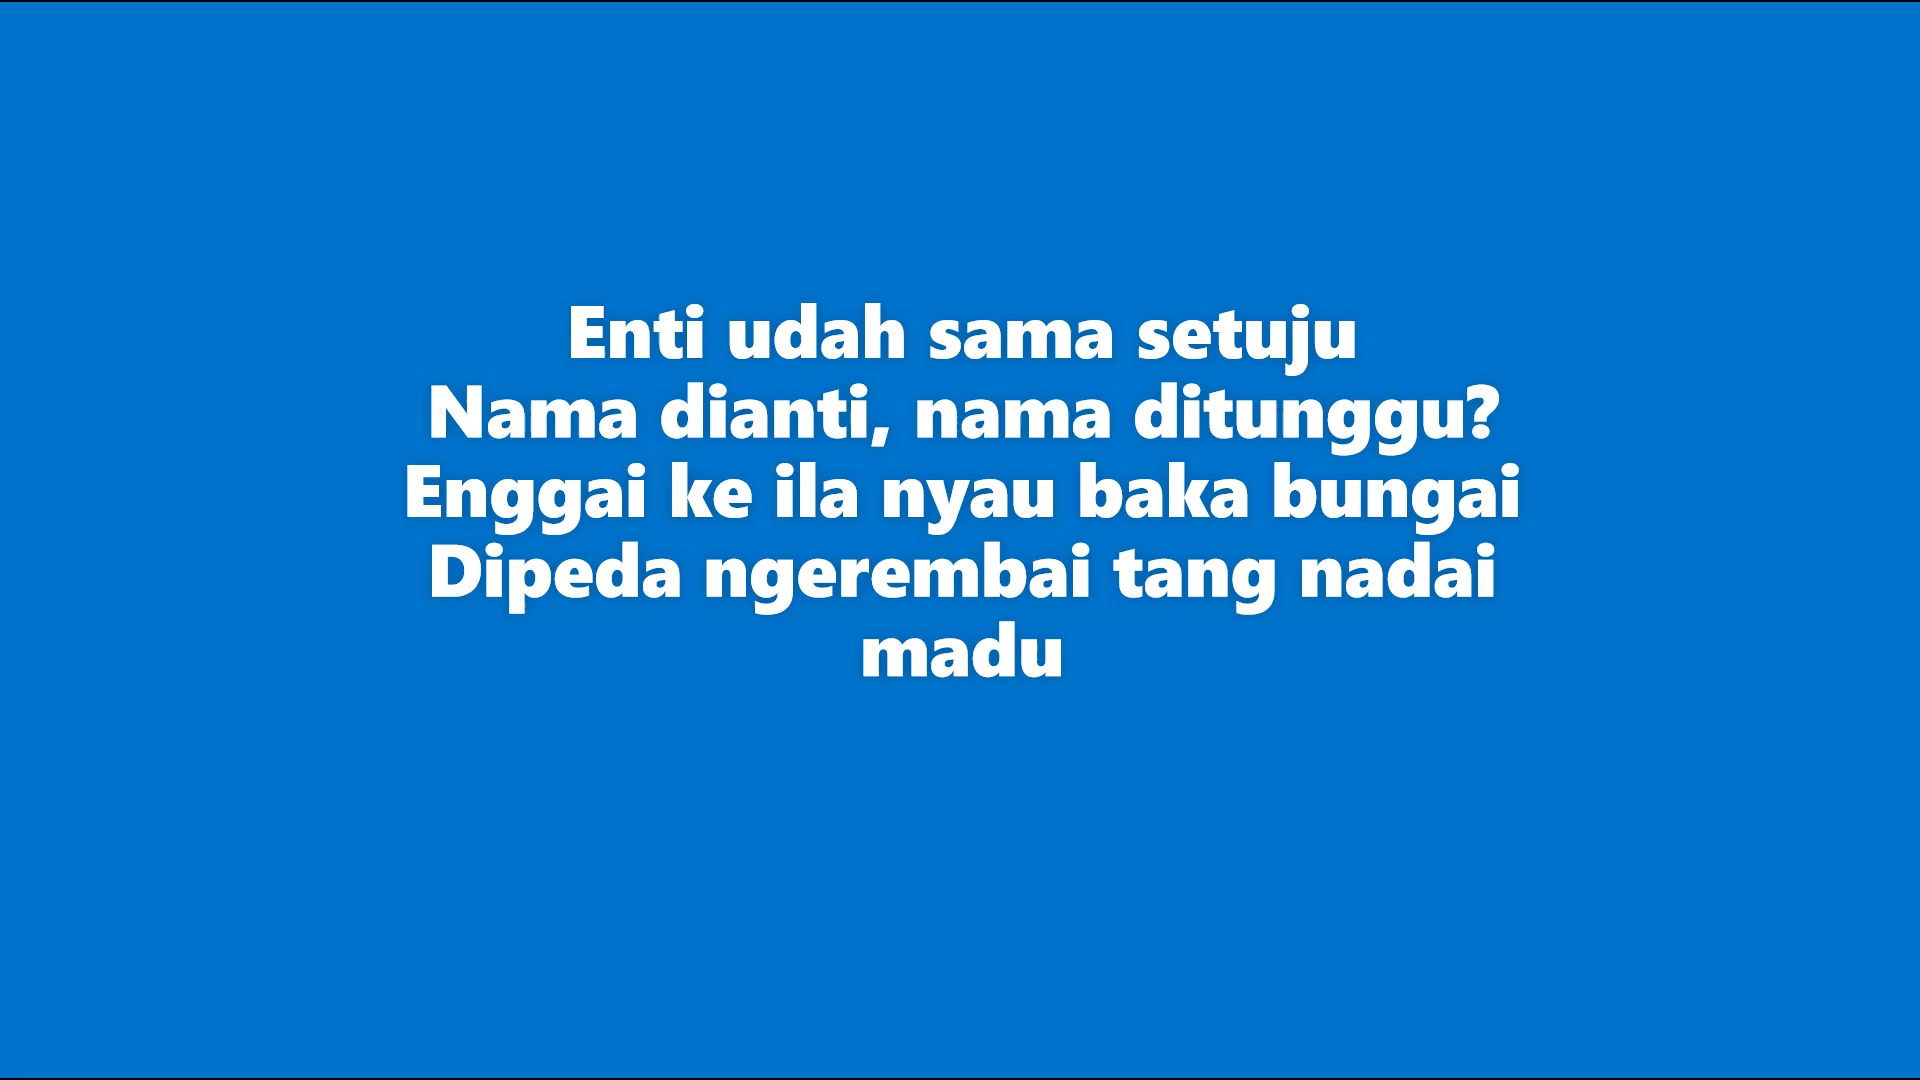 Enti udah sama setuju
Nama dianti, nama ditunggu?
Enggai ke ila nyau baka bungai
Dipeda ngerembai tang nadai
madu